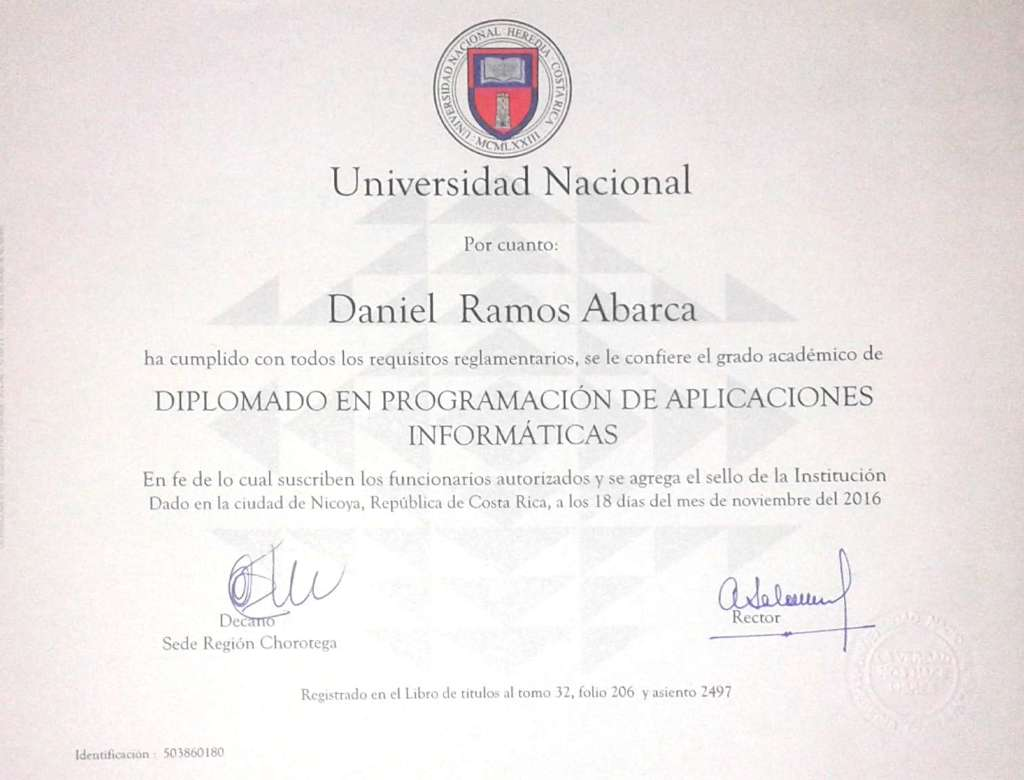 UNIVERSIDAD NACIONAL HEREDIA COSTA RICA
MCMLXXIII
Universidad Nacional
Por cuanto:
Daniel Ramos Abarca
ha cumplido con todos los requisitos reglamentarios, se le confiere el grado académico de
DIPLOMADO EN PROGRAMACIÓN DE APLICACIONES
INFORMÁTICAS
En fe de lo cual suscriben los funcionarios autorizados y se agrega el sello de la Institución
Dado en la ciudad de Nicoya, República de Costa Rica, a los 18 días del mes de noviembre del 2016
Decano
Rector
Sede Región Chorotega
Registrado en el Libro de títulos al tomo 32, folio 206 y asiento 2497
Identificación : 503860180